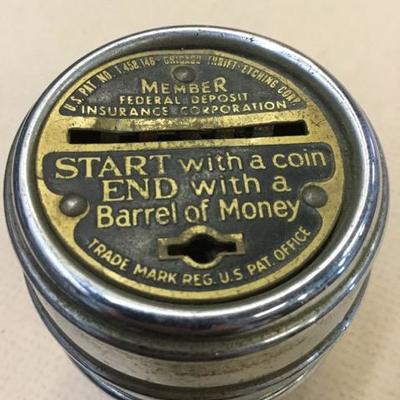 U.S. PAT. NO. 1,458,146 - CHICAGO THRIFT-ETCHING CORP.
MEMBER
FEDERAL DEPOSIT
INSURANCE CORPORATION
START with a coin
END with a
Barrel of Money
TRADE MARK REG. U.S. PAT. OFFICE